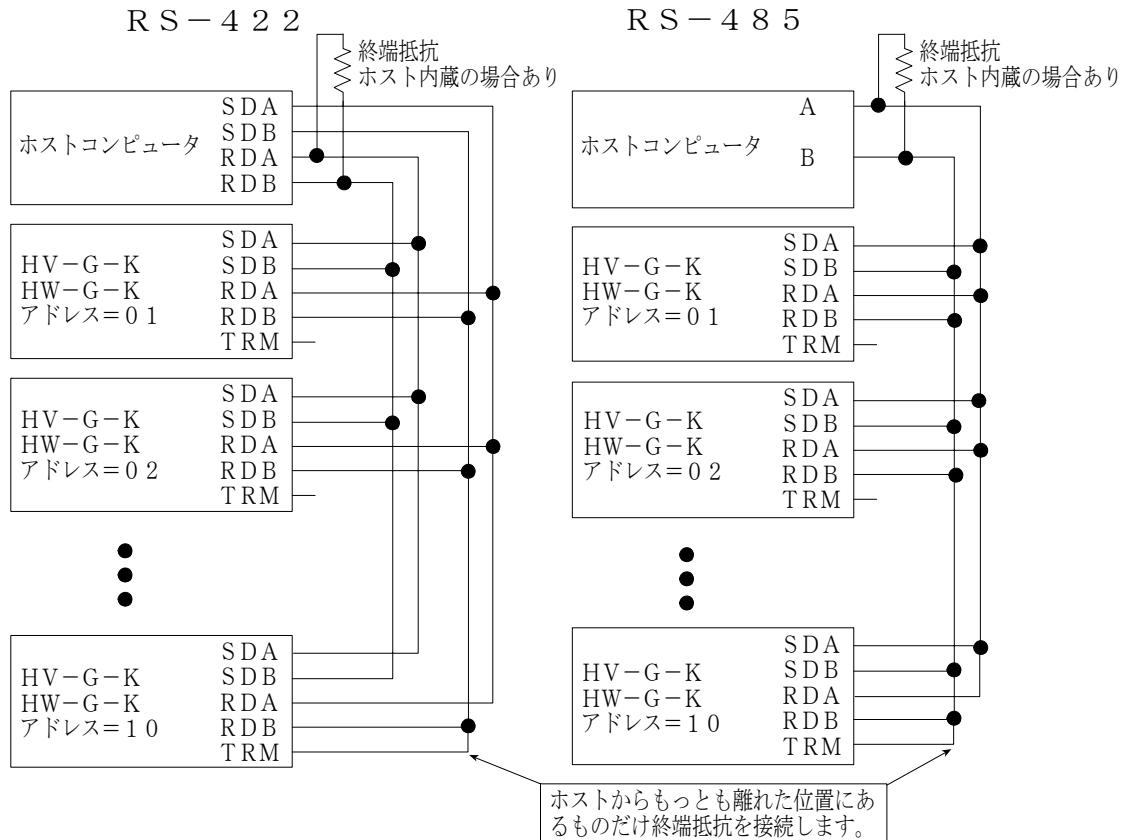 RS−422
終端抵抗
ホスト内蔵の場合あり
ホストコンピュータ
SDA
SDB
RDA
RDB
HV−G−K
HW−G−K
アドレス=01
SDA
SDB
RDA
RDB
TRM
HV−G−K
HW−G−K
アドレス=02
SDA
SDB
RDA
RDB
TRM
HV−G−K
HW−G−K
アドレス=10
SDA
SDB
RDA
RDB
TRM
RS−485
終端抵抗
ホスト内蔵の場合あり
ホストコンピュータ
A
B
HV−G−K
HW−G−K
アドレス=01
SDA
SDB
RDA
RDB
TRM
HV−G−K
HW−G−K
アドレス=02
SDA
SDB
RDA
RDB
TRM
HV−G−K
HW−G−K
アドレス=10
SDA
SDB
RDA
RDB
TRM
ホストからもっとも離れた位置にあ
るものだけ終端抵抗を接続します。